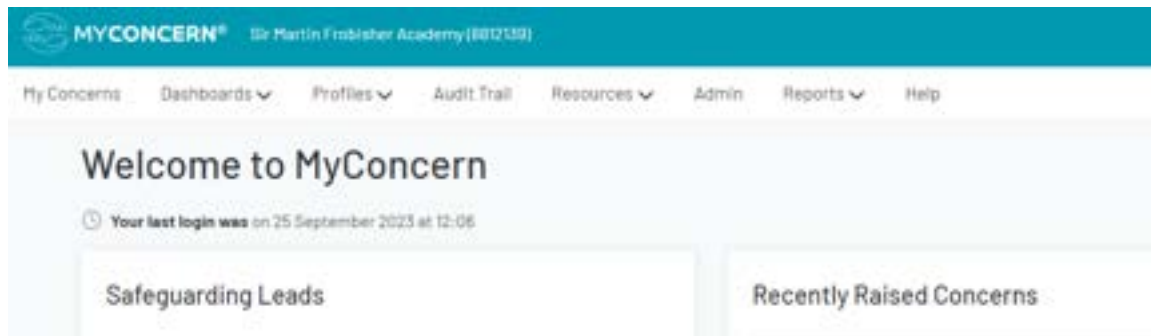 MYCONCERN® Sir Martin Frobisher Academy (8812139)
My Concerns Dashboards Profiles Audit Trail Resources Admin Reports Help
Welcome to MyConcern
Your last login was on 25 September 2023 at 12:06
Safeguarding Leads Recently Raised Concerns